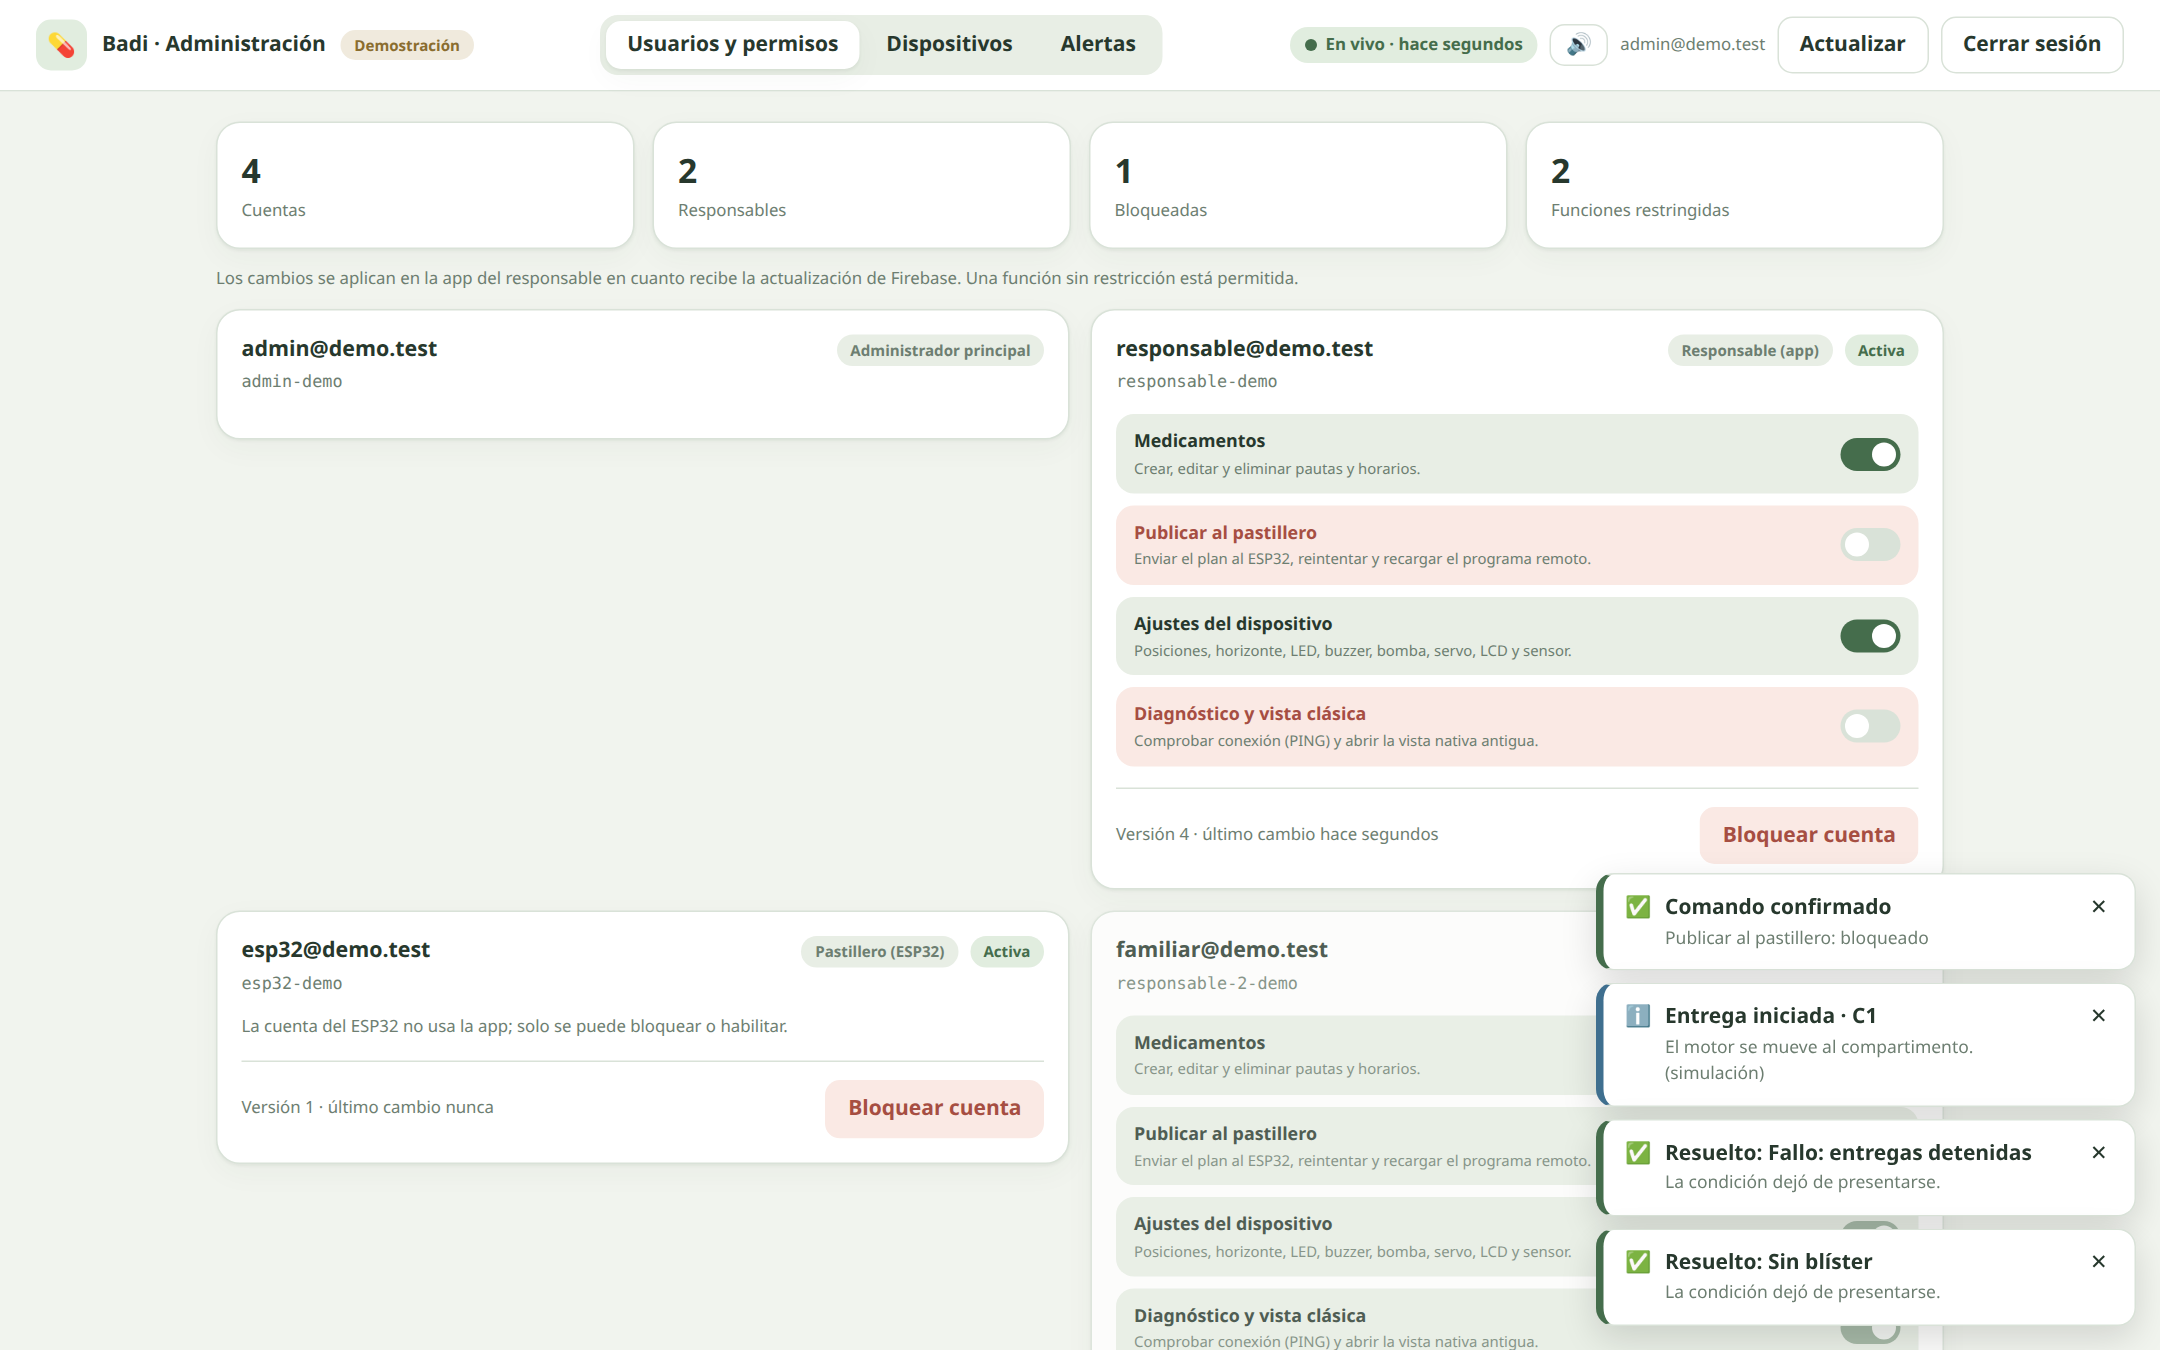 Badi · Administración
Demostración
Usuarios y permisos
Dispositivos
Alertas
En vivo · hace segundos
admin@demo.test
Actualizar
Cerrar sesión
4
Cuentas
2
Responsables
1
Bloqueadas
2
Funciones restringidas
Los cambios se aplican en la app del responsable en cuanto recibe la actualización de Firebase. Una función sin restricción está permitida.
admin@demo.test
Administrador principal
admin-demo
responsable@demo.test
Responsable (app)
Activa
responsable-demo
Medicamentos
Crear, editar y eliminar pautas y horarios.
Publicar al pastillero
Enviar el plan al ESP32, reintentar y recargar el programa remoto.
Ajustes del dispositivo
Posiciones, horizonte, LED, buzzer, bomba, servo, LCD y sensor.
Diagnóstico y vista clásica
Comprobar conexión (PING) y abrir la vista nativa antigua.
Versión 4 · último cambio hace segundos
Bloquear cuenta
esp32@demo.test
Pastillero (ESP32)
Activa
esp32-demo
La cuenta del ESP32 no usa la app; solo se puede bloquear o habilitar.
Versión 1 · último cambio nunca
Bloquear cuenta
familiar@demo.test
responsable-2-demo
Medicamentos
Crear, editar y eliminar pautas y horarios.
Publicar al pastillero
Enviar el plan al ESP32, reintentar y recargar el programa remoto.
Ajustes del dispositivo
Posiciones, horizonte, LED, buzzer, bomba, servo, LCD y sensor.
Diagnóstico y vista clásica
Comprobar conexión (PING) y abrir la vista nativa antigua.
Comando confirmado
Publicar al pastillero: bloqueado
Entrega iniciada · C1
El motor se mueve al compartimento.
(simulación)
Resuelto: Fallo: entregas detenidas
La condición dejó de presentarse.
Resuelto: Sin blíster
La condición dejó de presentarse.